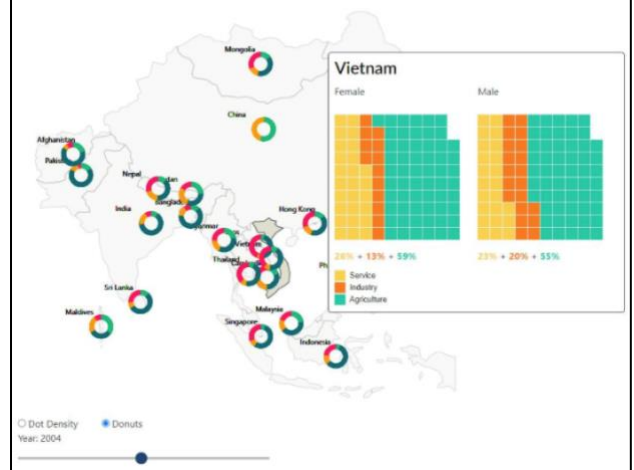 Mongolia
Vietnam
Female
Male
China
Afghanistan
Nepal
India
Hong Kong
Thailand
28% + 13% + 59%
23% + 20% + 55%
Service
Industry
Agriculture
Sri Lanka
Maldives
Malaysia
Singapore
Indonesia
Dot Density
Donuts
Year: 2004